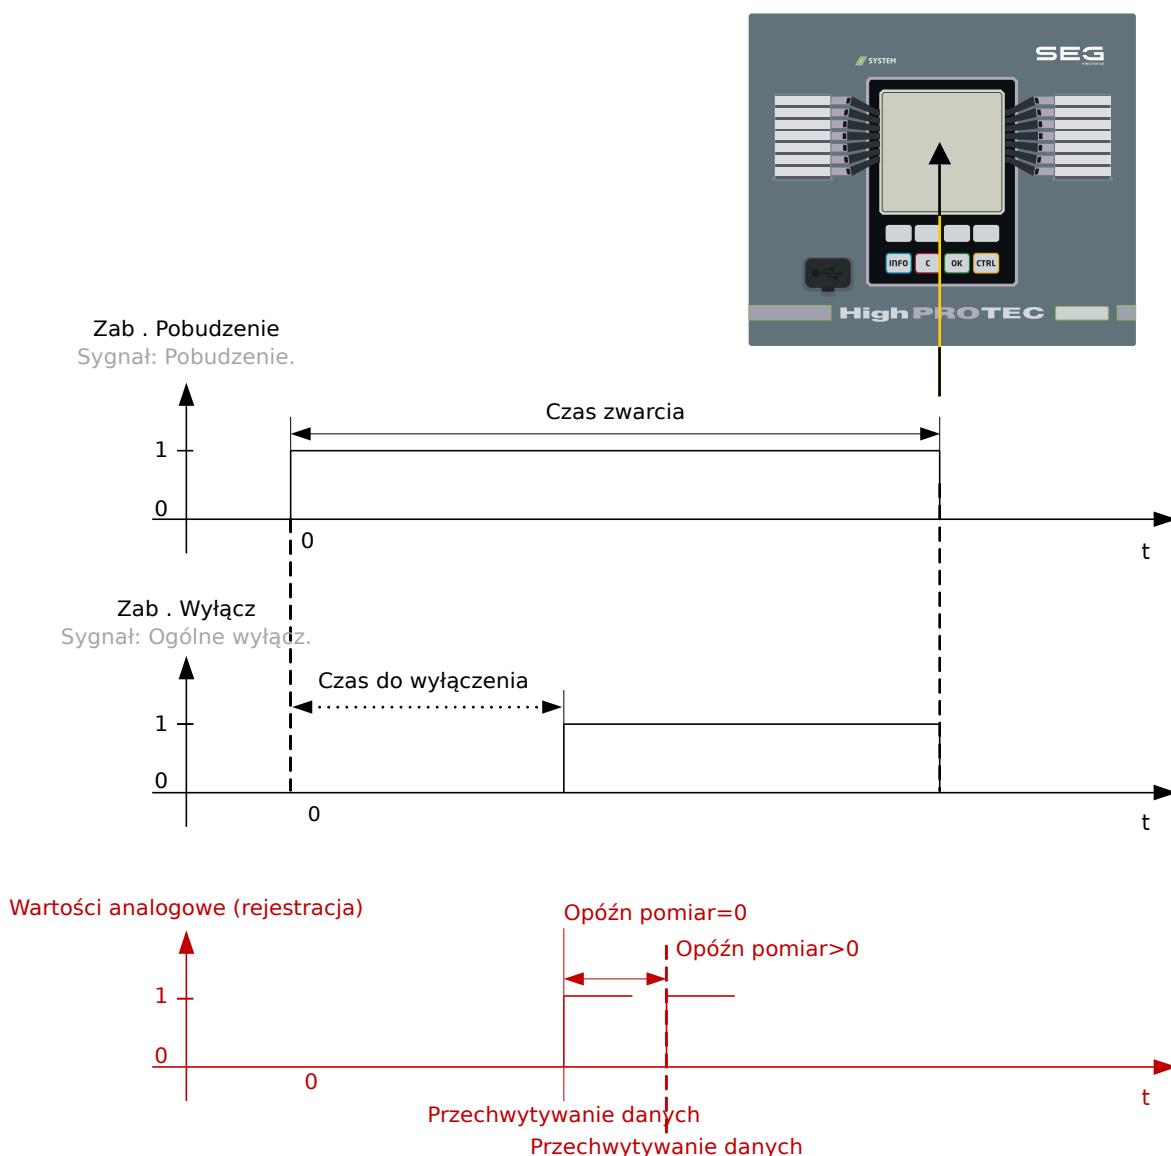 SEG
electronics
SYSTEM
INFO
C
OK
CTRL
HighPROTEC
Zab . Pobudzenie
Sygnał: Pobudzenie.
Czas zwarcia
1
0
0
t
Zab . Wyłącz
Sygnał: Ogólne wyłącz.
Czas do wyłączenia
1
0
0
t
Wartości analogowe (rejestracja)
Opóźn pomiar=0
Opóźn pomiar>0
1
0
0
t
Przechwytywanie danych
Przechwytywanie danych